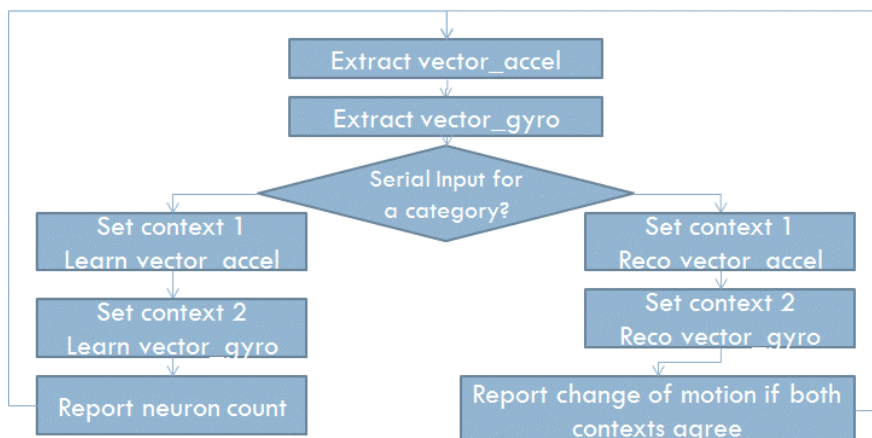 Extract vector_accel
Extract vector_gyro
Serial Input for
a category?
Set context 1
Learn vector_accel
Set context 2
Learn vector_gyro
Report neuron count
Set context 1
Reco vector_accel
Set context 2
Reco vector_gyro
Report change of motion if both
contexts agree